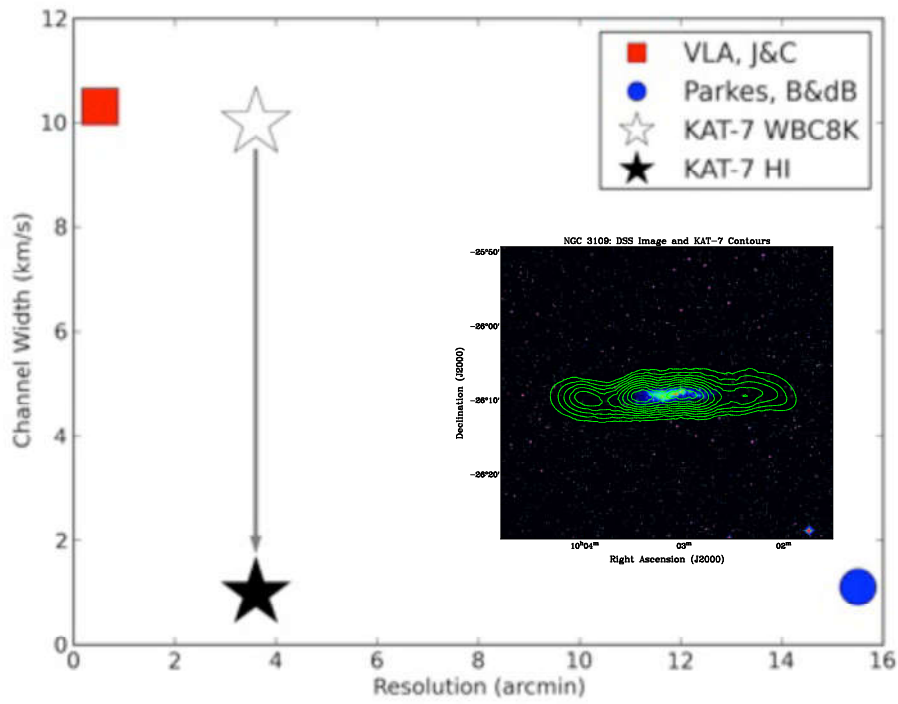 12
10
8
6
4
2
0
Channel Width (km/s)
0 2 4 6 8 10 12 14 16
Resolution (arcmin)
VLA, J&C
Parkes, B&dB
KAT-7 WBC8K
KAT-7 HI
NGC 3109: DSS Image and KAT-7 Contours
-25°50'
-26°00'
-26°10'
-26°20'
Declination (J2000)
10ʰ04ᵐ 03ᵐ 02ᵐ
Right Ascension (J2000)